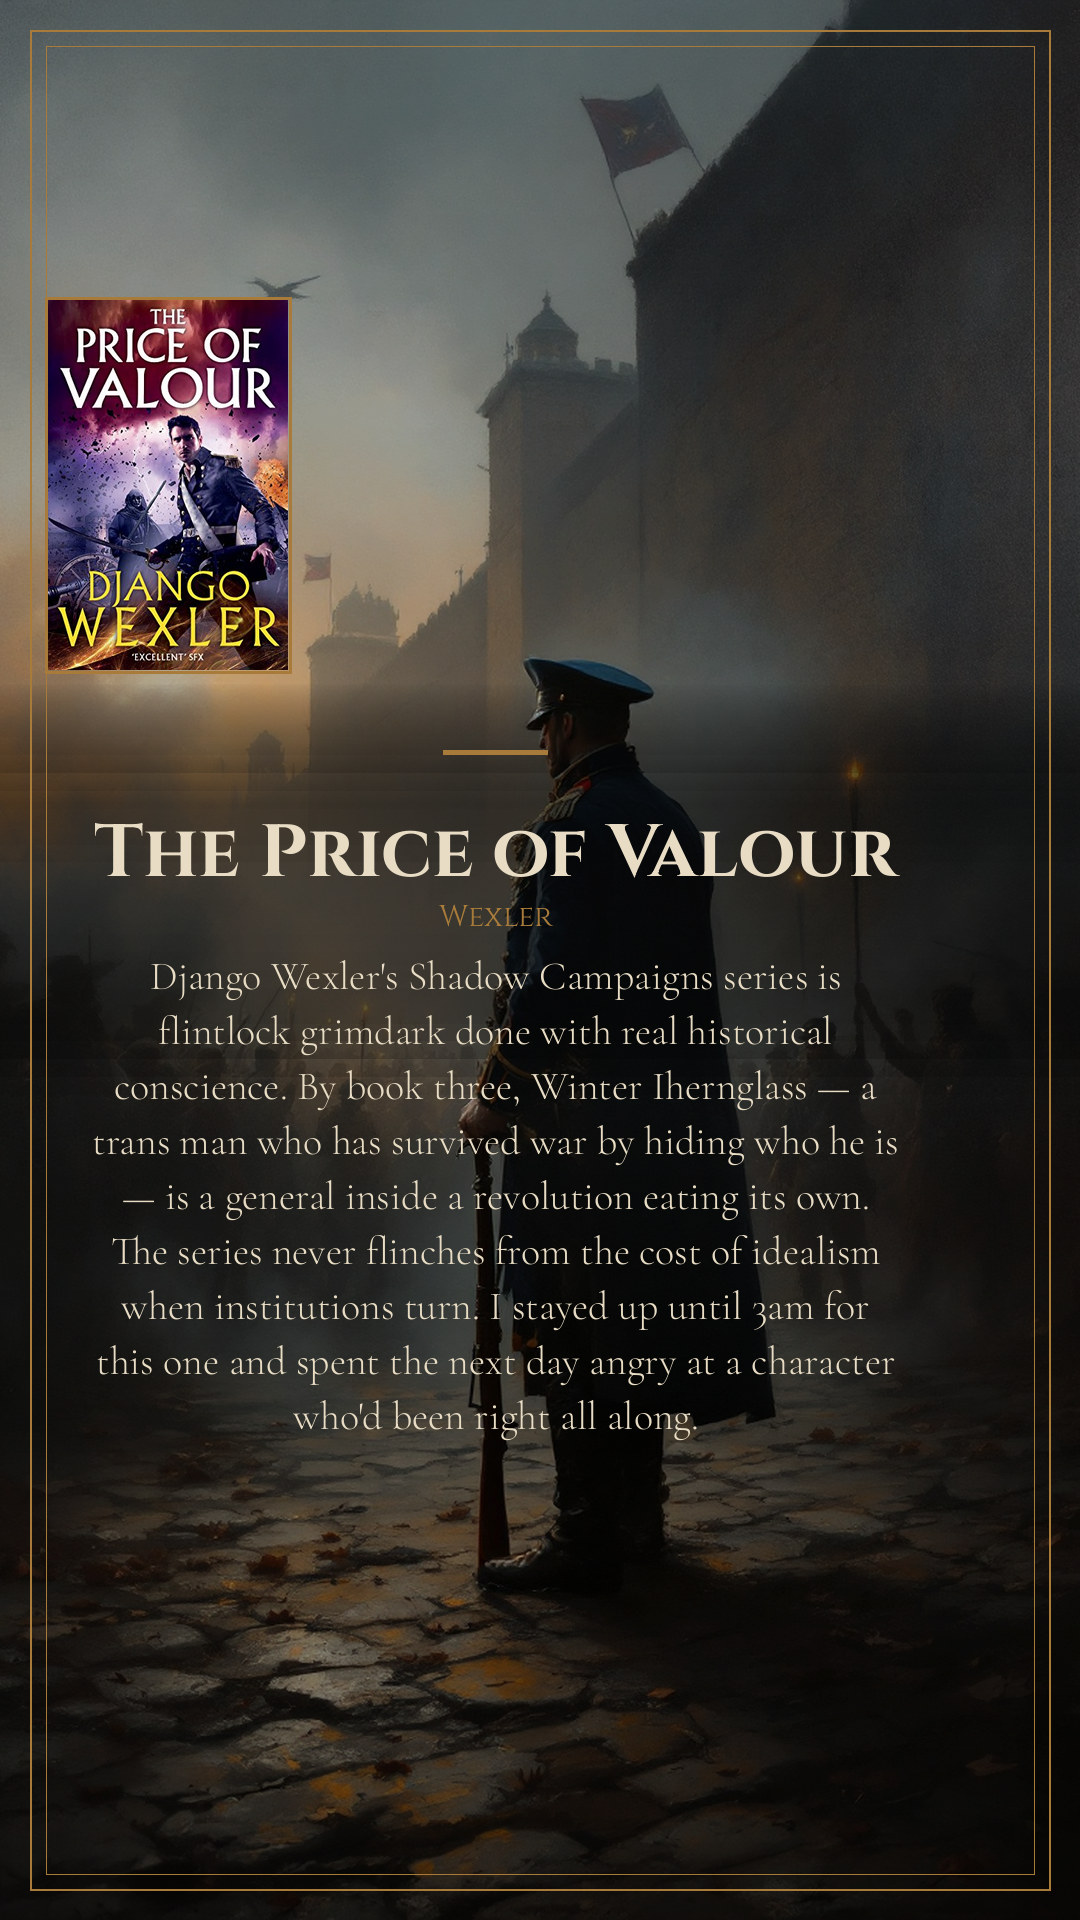 THE
PRICE OF
VALOUR
DJANGO
WEXLER
'EXCELLENT' SFX
The Price of Valour
Wexler
Django Wexler's Shadow Campaigns series is
flintlock grimdark done with real historical
conscience. By book three, Winter Ihernglass — a
trans man who has survived war by hiding who he is
— is a general inside a revolution eating its own.
The series never flinches from the cost of idealism
when institutions turn. I stayed up until 3am for
this one and spent the next day angry at a character
who'd been right all along.